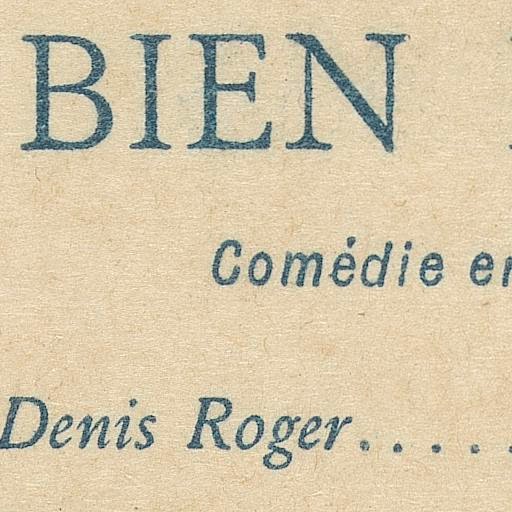 BIEN
Comédie en
Denis Roger.....